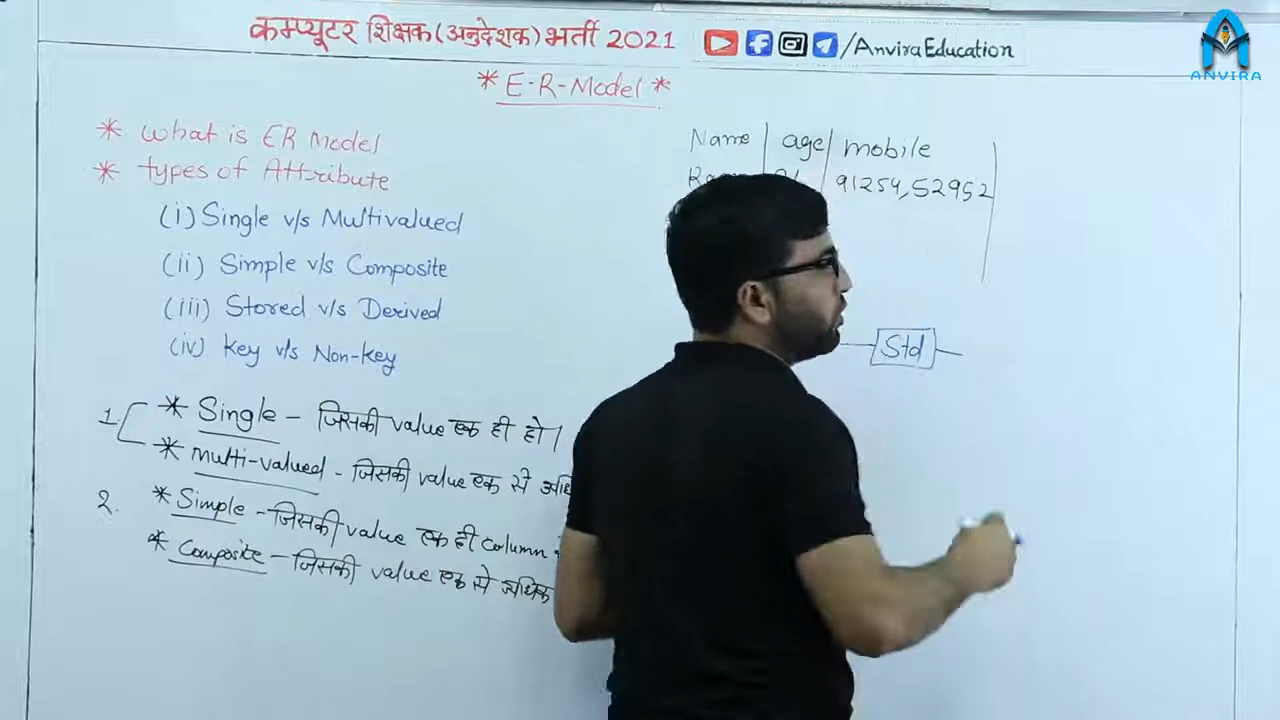 कम्प्यूटर शिक्षक (अनुदेशक) भर्ती 2021
/AnviraEducation
ANVIRA
* E-R-Model *
* What is ER Model
* types of Attribute
(i) Single v/s Multivalued
(ii) Simple v/s Composite
(iii) Stored v/s Derived
(iv) Key v/s Non-key
1 * Single - जिसकी value एक ही हो।
* Multi-valued - जिसकी value एक से
2. * Simple - जिसकी value एक ही column
* Composite - जिसकी value एक से अधिक
Name | age | mobile
91254,52952
Std